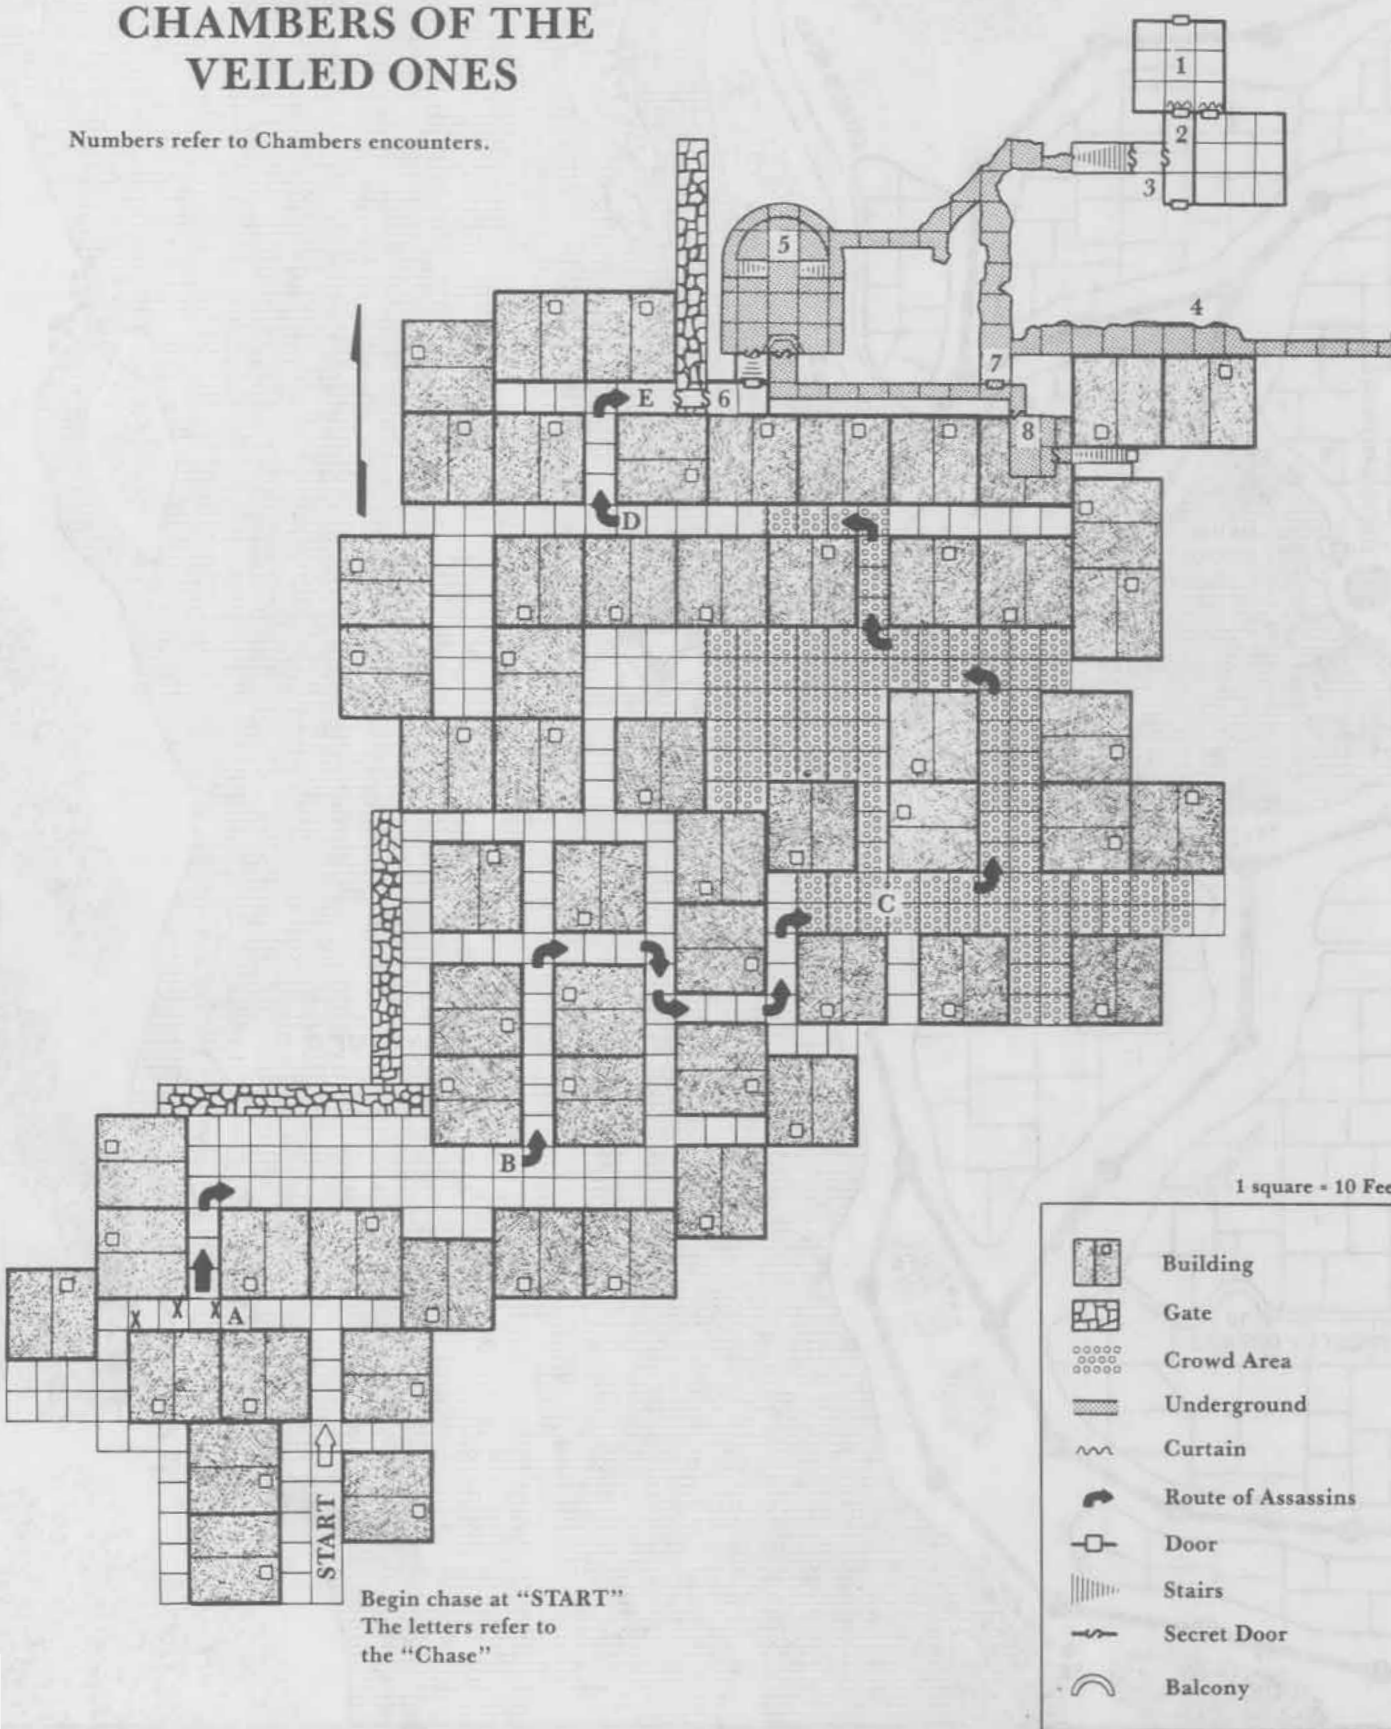 CHAMBERS OF THE
VEILED ONES
Numbers refer to Chambers encounters.
1
2
3
4
5
6
7
8
E
D
C
B
A
X X X
START
Begin chase at “START”
The letters refer to
the “Chase”
1 square = 10 Fee
Building
Gate
Crowd Area
Underground
Curtain
Route of Assassins
Door
Stairs
Secret Door
Balcony